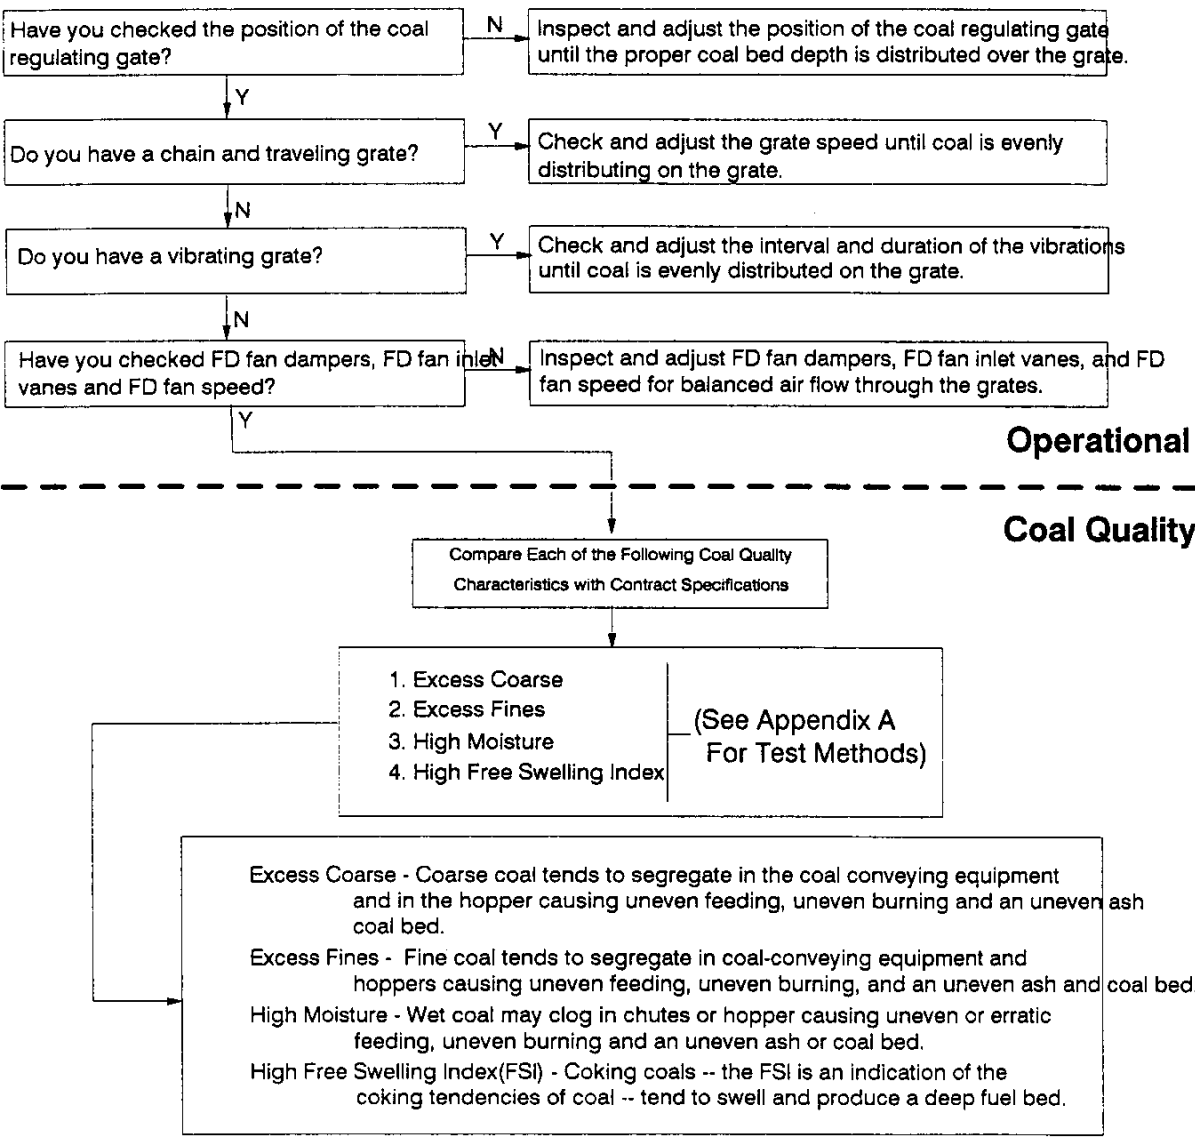 Have you checked the position of the coal
regulating gate?
N
Inspect and adjust the position of the coal regulating gate
until the proper coal bed depth is distributed over the grate.
Y
Do you have a chain and traveling grate?
Y
Check and adjust the grate speed until coal is evenly
distributing on the grate.
N
Do you have a vibrating grate?
Y
Check and adjust the interval and duration of the vibrations
until coal is evenly distributed on the grate.
N
Have you checked FD fan dampers, FD fan inlet
vanes and FD fan speed?
N
Inspect and adjust FD fan dampers, FD fan inlet vanes, and FD
fan speed for balanced air flow through the grates.
Y
Operational
Coal Quality
Compare Each of the Following Coal Quality
Characteristics with Contract Specifications
1. Excess Coarse
2. Excess Fines
3. High Moisture
4. High Free Swelling Index
(See Appendix A
For Test Methods)
Excess Coarse - Coarse coal tends to segregate in the coal conveying equipment
and in the hopper causing uneven feeding, uneven burning and an uneven ash
coal bed.
Excess Fines - Fine coal tends to segregate in coal-conveying equipment and
hoppers causing uneven feeding, uneven burning, and an uneven ash and coal bed.
High Moisture - Wet coal may clog in chutes or hopper causing uneven or erratic
feeding, uneven burning and an uneven ash or coal bed.
High Free Swelling Index(FSI) - Coking coals -- the FSI is an indication of the
coking tendencies of coal -- tend to swell and produce a deep fuel bed.